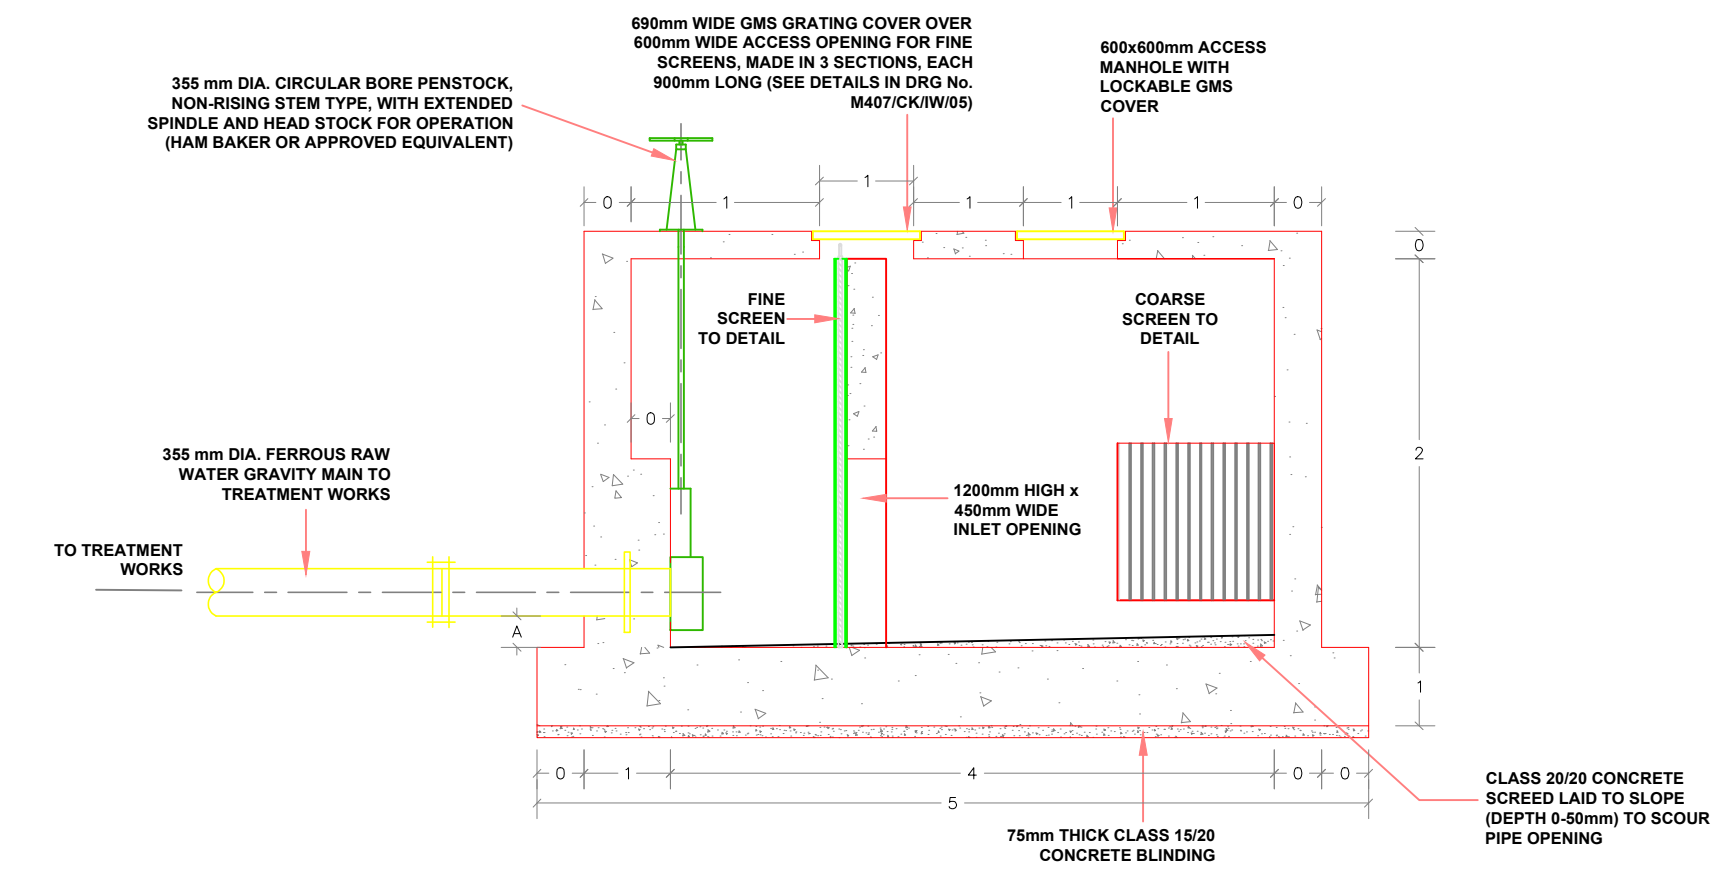 690mm WIDE GMS GRATING COVER OVER
600mm WIDE ACCESS OPENING FOR FINE
SCREENS, MADE IN 3 SECTIONS, EACH
900mm LONG (SEE DETAILS IN DRG No.
M407/CK/IW/05)
600x600mm ACCESS
MANHOLE WITH
LOCKABLE GMS
COVER
355 mm DIA. CIRCULAR BORE PENSTOCK,
NON-RISING STEM TYPE, WITH EXTENDED
SPINDLE AND HEAD STOCK FOR OPERATION
(HAM BAKER OR APPROVED EQUIVALENT)
1
0
1
1
1
1
0
0
FINE
SCREEN
TO DETAIL
COARSE
SCREEN TO
DETAIL
0
2
355 mm DIA. FERROUS RAW
WATER GRAVITY MAIN TO
TREATMENT WORKS
1200mm HIGH x
450mm WIDE
INLET OPENING
TO TREATMENT
WORKS
A
1
0
1
4
0
0
5
CLASS 20/20 CONCRETE
SCREED LAID TO SLOPE
(DEPTH 0-50mm) TO SCOUR
PIPE OPENING
75mm THICK CLASS 15/20
CONCRETE BLINDING